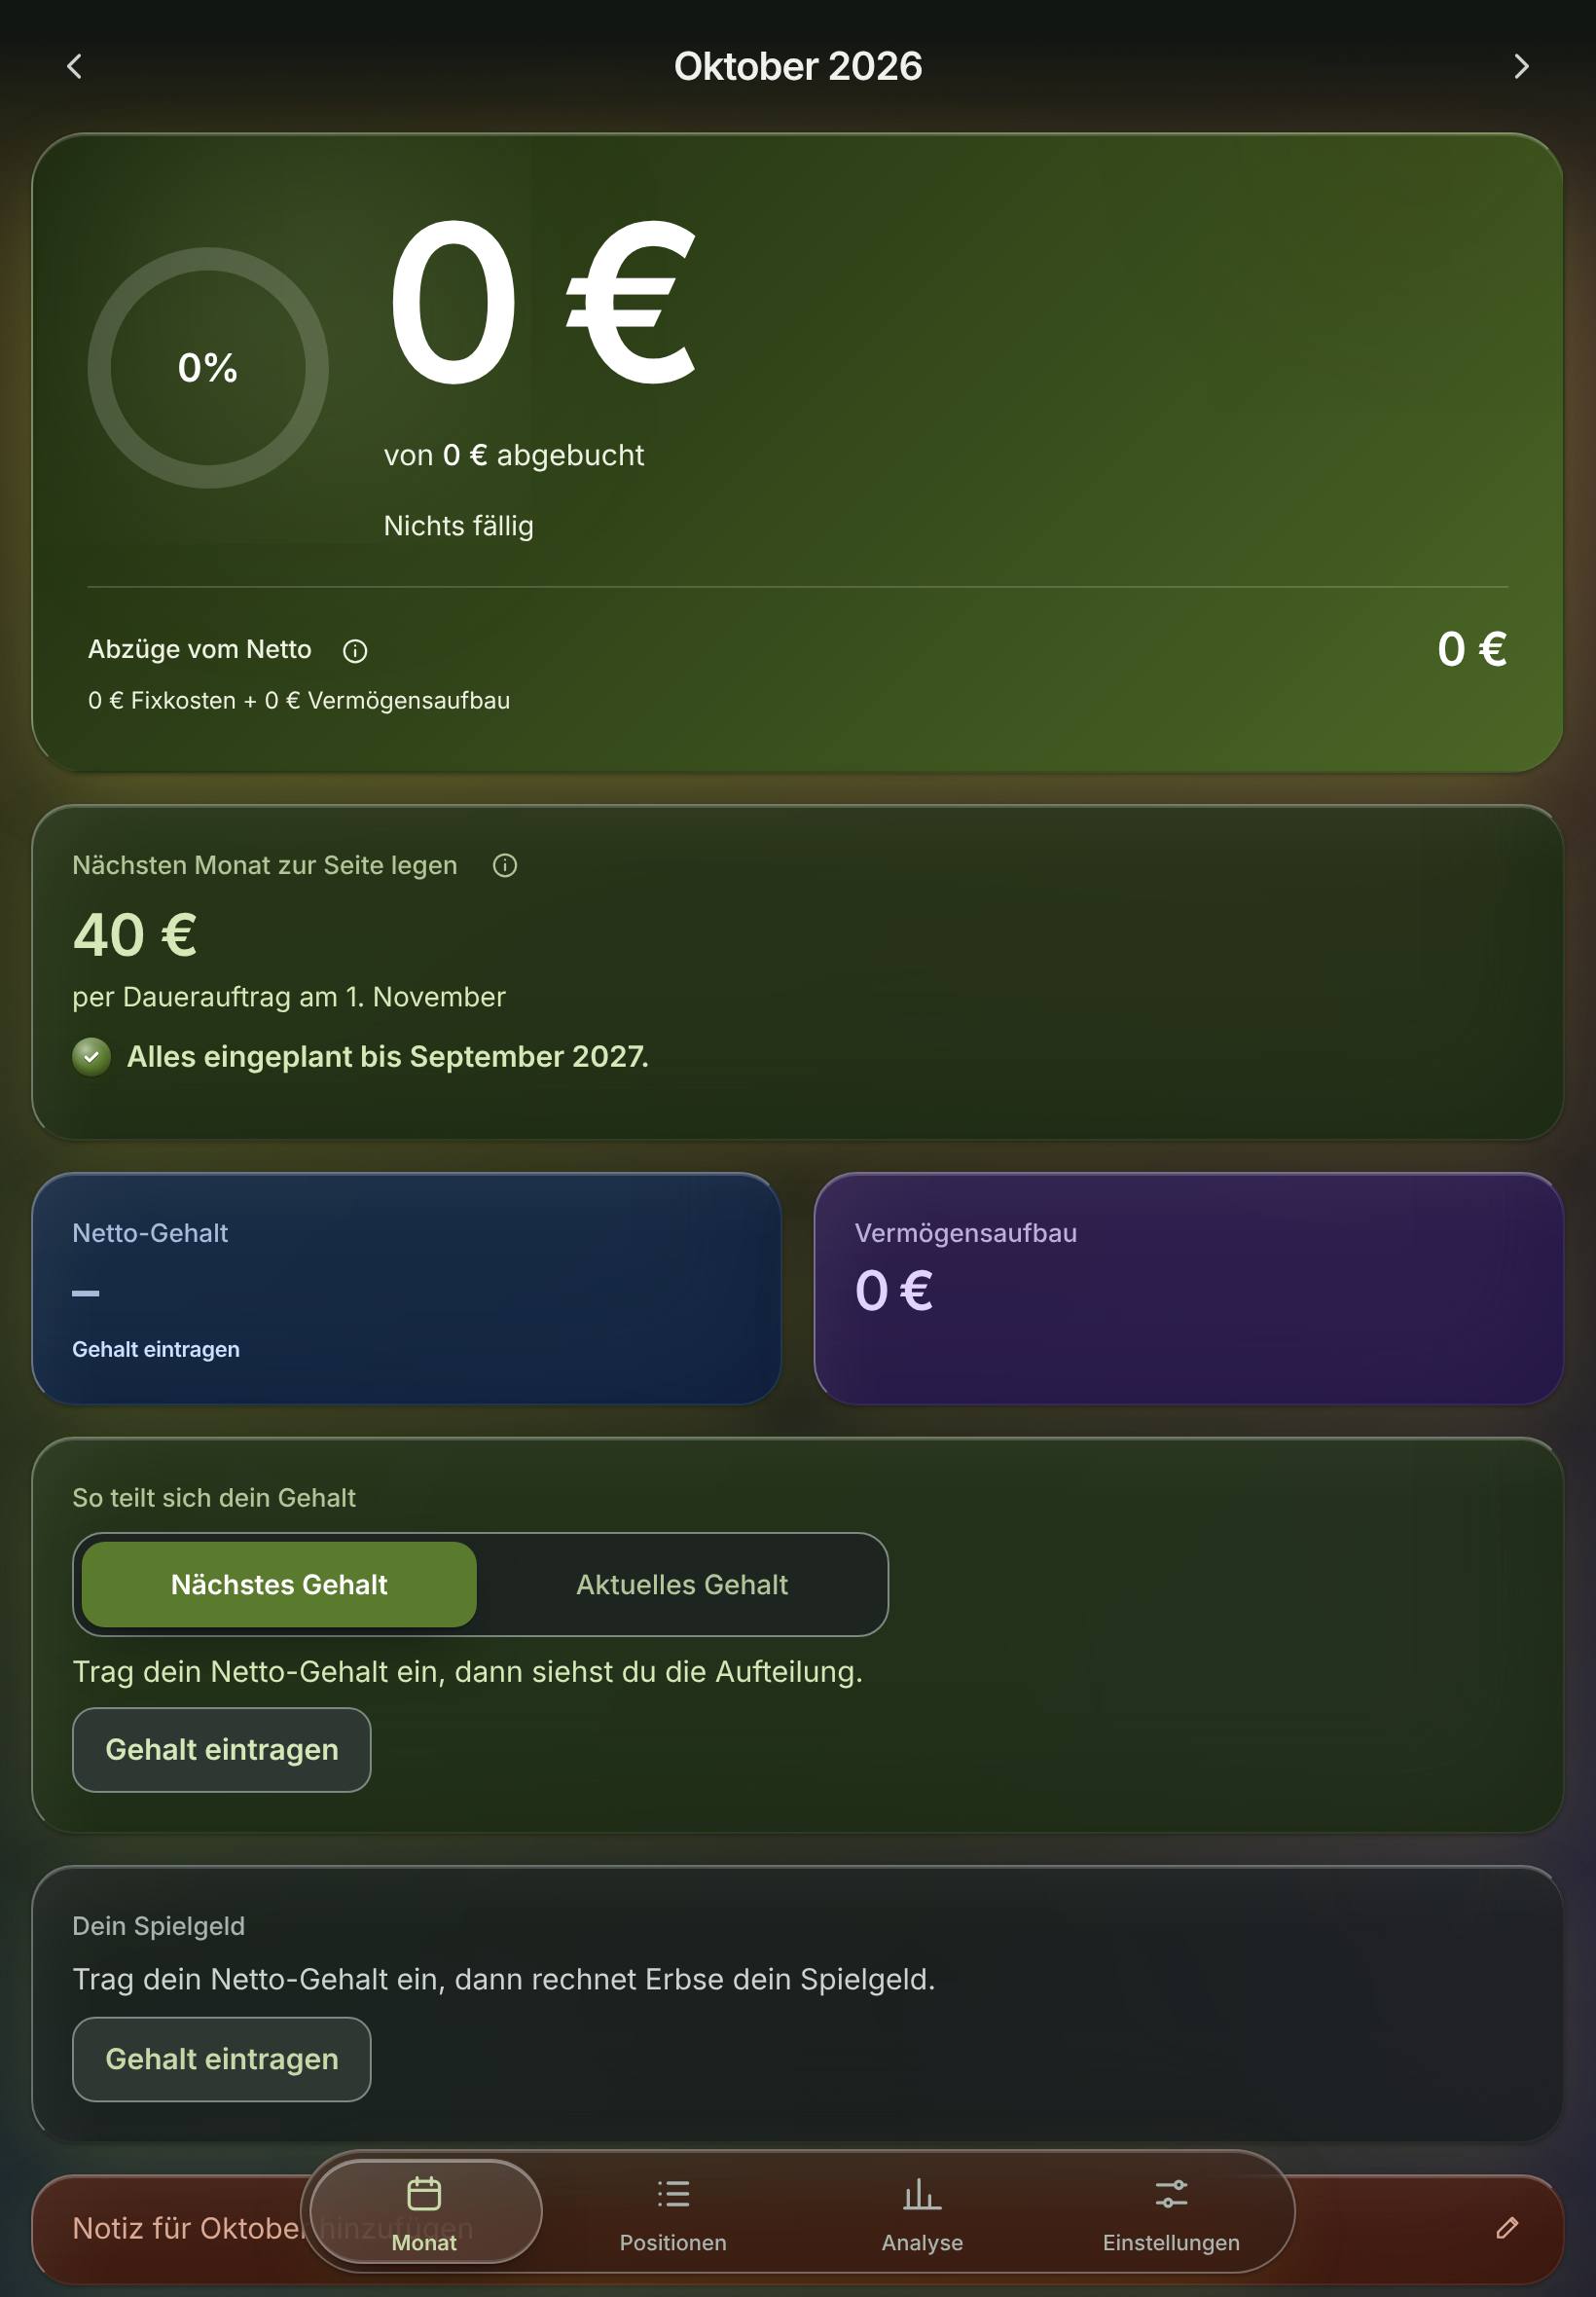 Oktober 2026
0%
0 €
von 0 € abgebucht
Nichts fällig
Abzüge vom Netto
0 €
0 € Fixkosten + 0 € Vermögensaufbau
Nächsten Monat zur Seite legen
40 €
per Dauerauftrag am 1. November
Alles eingeplant bis September 2027.
Netto-Gehalt
–
Gehalt eintragen
Vermögensaufbau
0 €
So teilt sich dein Gehalt
Nächstes Gehalt
Aktuelles Gehalt
Trag dein Netto-Gehalt ein, dann siehst du die Aufteilung.
Gehalt eintragen
Dein Spielgeld
Trag dein Netto-Gehalt ein, dann rechnet Erbse dein Spielgeld.
Gehalt eintragen
Notiz für Oktober hinzufügen
Monat
Positionen
Analyse
Einstellungen